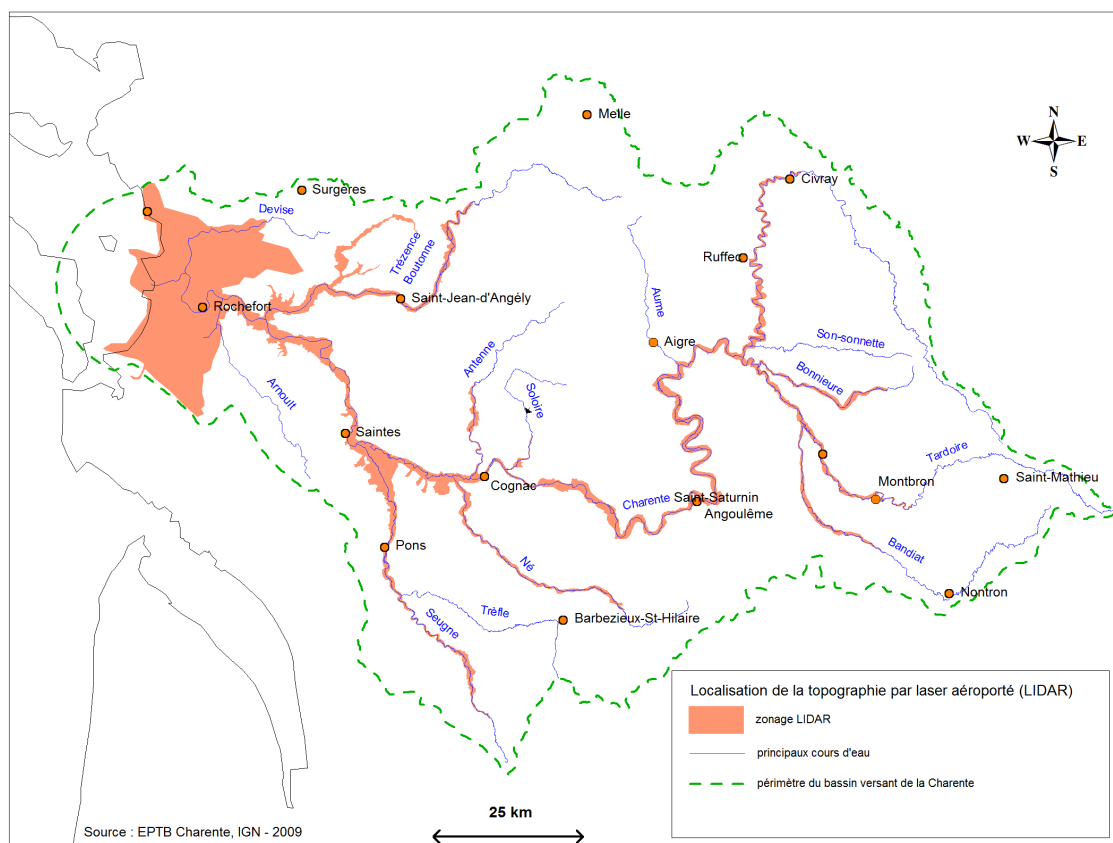 Melle
N
W E
S
Civray
Surgères
Devise
Trézence
Boutonne
Ruffec
Saint-Jean-d'Angély
Rochefort
Aume
Aigre
Son-sonnette
Bonnieure
Antenne
Soloire
Arnoult
Saintes
Cognac
Tardoire
Montbron
Saint-Mathieu
Charente
Saint-Saturnin
Angoulême
Pons
Né
Bandiat
Nontron
Trèfle
Barbezieux-St-Hilaire
Seugne
Localisation de la topographie par laser aéroporté (LIDAR)
zonage LIDAR
principaux cours d'eau
périmètre du bassin versant de la Charente
25 km
Source : EPTB Charente, IGN - 2009